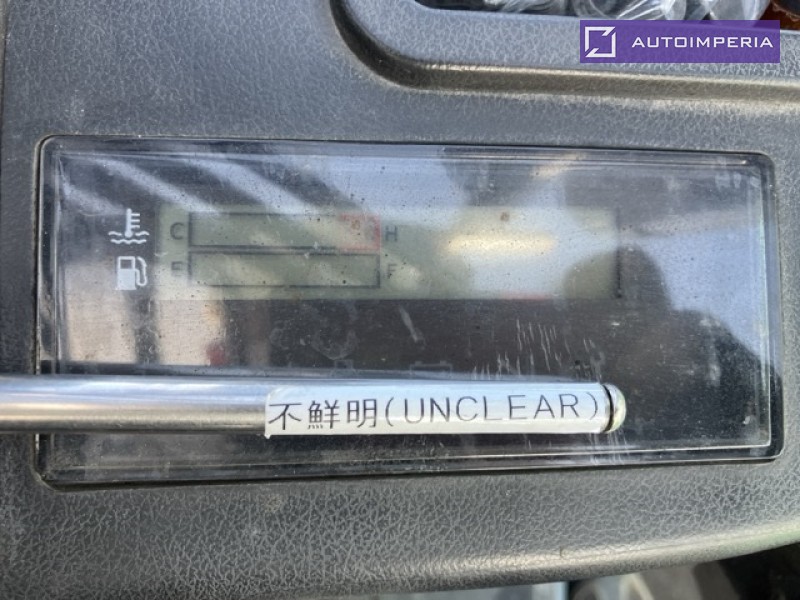 AUTOIMPERIA
C H
E F
不鮮明(UNCLEAR)